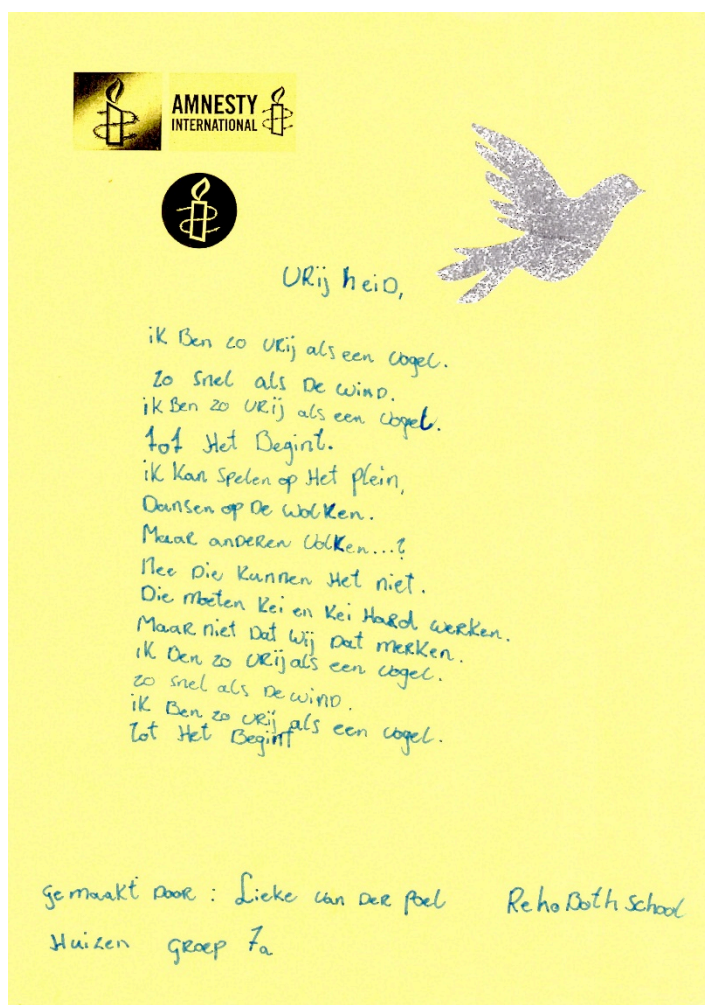 AMNESTY
INTERNATIONAL
VRijheiD,
iK Ben zo VRij als een Vogel.
zo snel als De winD.
iK Ben zo VRij als een Vogel.
Tot Het Begint.
iK Kan spelen op Het Plein,
Dansen op De wolKen.
Maar anDeRen VolKen...?
Nee Die Kunnen Het niet.
Die moeten Kei en Kei HaRd weRKen.
MaaR niet Dat wij Dat meRKen.
iK Ben zo VRij als een Vogel.
zo snel als De winD.
iK Ben zo VRij als een Vogel.
Tot Het Begint
gemaakt DooR : Lieke van DeR Poel RehoBoth school
Huizen gRoep 7a